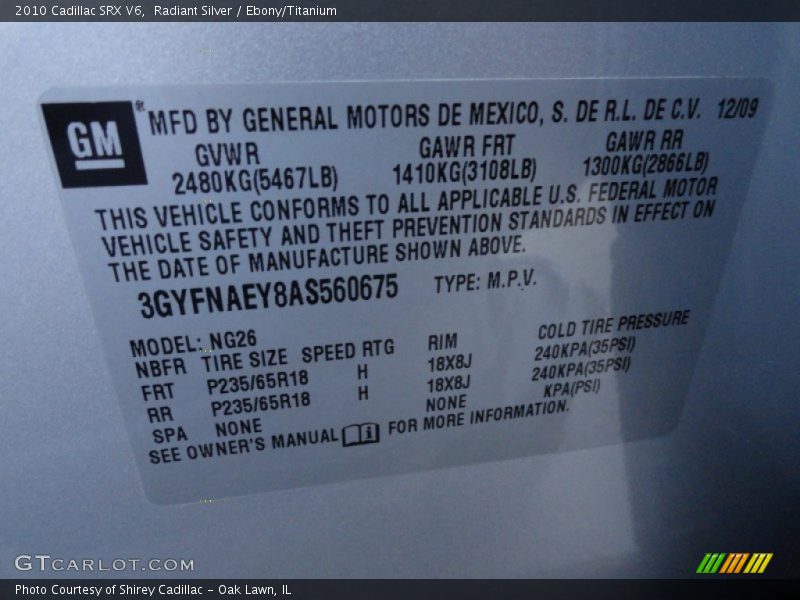 2010 Cadillac SRX V6, Radiant Silver / Ebony/Titanium
GM® MFD BY GENERAL MOTORS DE MEXICO, S. DE R.L. DE C.V. 12/09
GVWR GAWR FRT GAWR RR
2480KG(5467LB) 1410KG(3108LB) 1300KG(2866LB)
THIS VEHICLE CONFORMS TO ALL APPLICABLE U.S. FEDERAL MOTOR
VEHICLE SAFETY AND THEFT PREVENTION STANDARDS IN EFFECT ON
THE DATE OF MANUFACTURE SHOWN ABOVE.
3GYFNAEY8AS560675 TYPE: M.P.V.
MODEL: NG26
NBFR TIRE SIZE SPEED RTG RIM COLD TIRE PRESSURE
FRT P235/65R18 H 18X8J 240KPA(35PSI)
RR P235/65R18 H 18X8J 240KPA(35PSI)
SPA NONE NONE KPA(PSI)
SEE OWNER'S MANUAL i FOR MORE INFORMATION.
GTCARLOT.COM
Photo Courtesy of Shirey Cadillac - Oak Lawn, IL